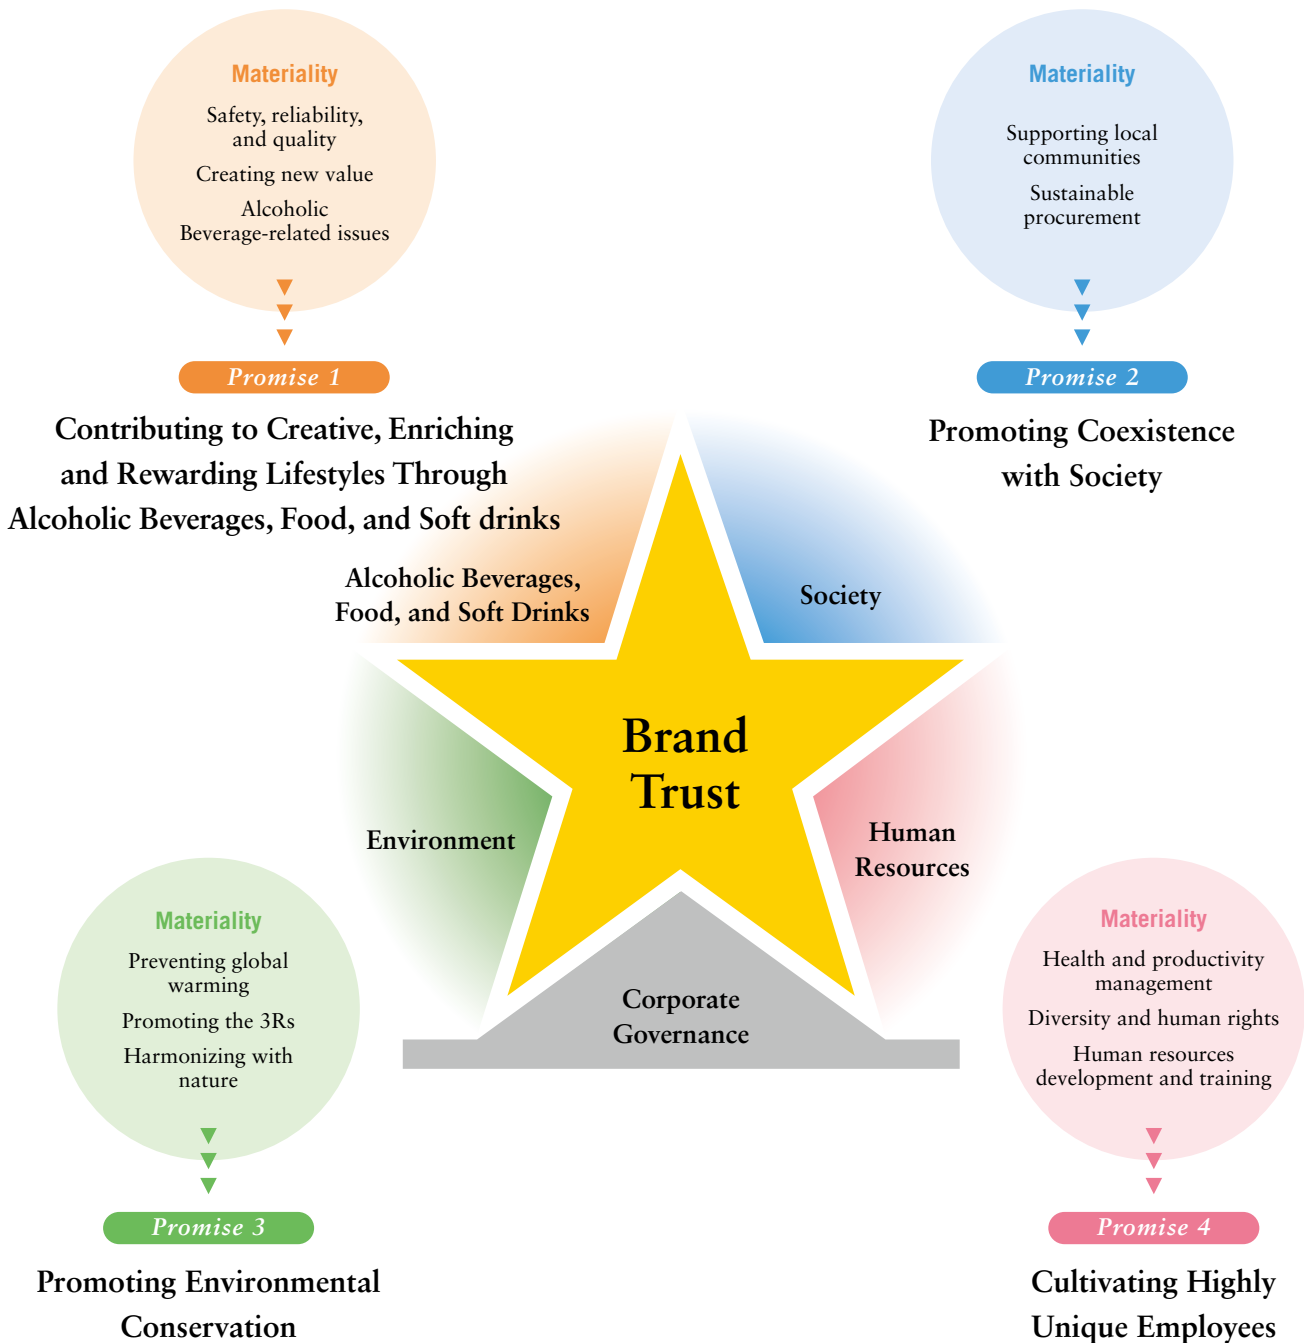 Materiality
Safety, reliability,
and quality
Creating new value
Alcoholic
Beverage-related issues
Promise 1
Contributing to Creative, Enriching
and Rewarding Lifestyles Through
Alcoholic Beverages, Food, and Soft drinks
Materiality
Supporting local
communities
Sustainable
procurement
Promise 2
Promoting Coexistence
with Society
Alcoholic Beverages,
Food, and Soft Drinks
Society
Brand
Trust
Environment
Human
Resources
Corporate
Governance
Materiality
Preventing global
warming
Promoting the 3Rs
Harmonizing with
nature
Promise 3
Promoting Environmental
Conservation
Materiality
Health and productivity
management
Diversity and human rights
Human resources
development and training
Promise 4
Cultivating Highly
Unique Employees